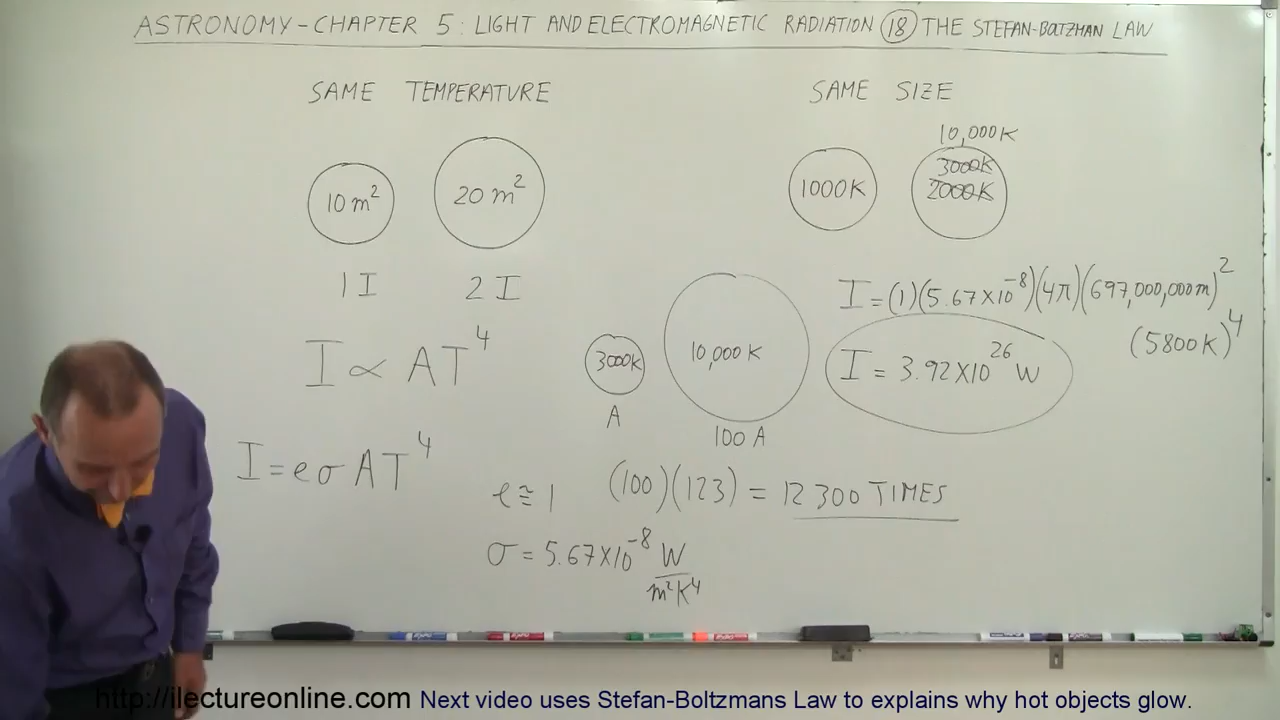 ASTRONOMY - CHAPTER 5 : LIGHT AND ELECTROMAGNETIC RADIATION (18) THE STEFAN-BOLTZMAN LAW
SAME TEMPERATURE
10 m²
20 m²
1 I
2 I
I ∝ AT⁴
I = eσAT⁴
SAME SIZE
1000K
10,000K
3000K
2000K
3000K
A
10,000 K
100 A
e ≅ 1
(100)(123) = 12 300 TIMES
σ = 5.67×10⁻⁸ W/m²K⁴
I = (1)(5.67×10⁻⁸)(4π)(697,000,000m)²
(5800K)⁴
I = 3.92×10²⁶ W
http://ilectureonline.com Next video uses Stefan-Boltzmans Law to explains why hot objects glow.